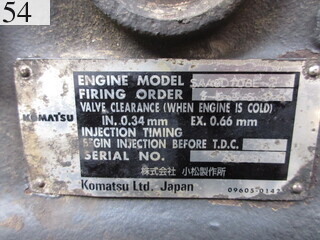 54
ENGINE MODEL
FIRING ORDER
VALVE CLEARANCE (WHEN ENGINE IS COLD)
KOMATSU
IN. 0.34 mm EX. 0.66 mm
INJECTION TIMING
BEGIN INJECTION BEFORE T.D.C.
SERIAL NO.
株式会社 小松製作所
Komatsu Ltd. Japan